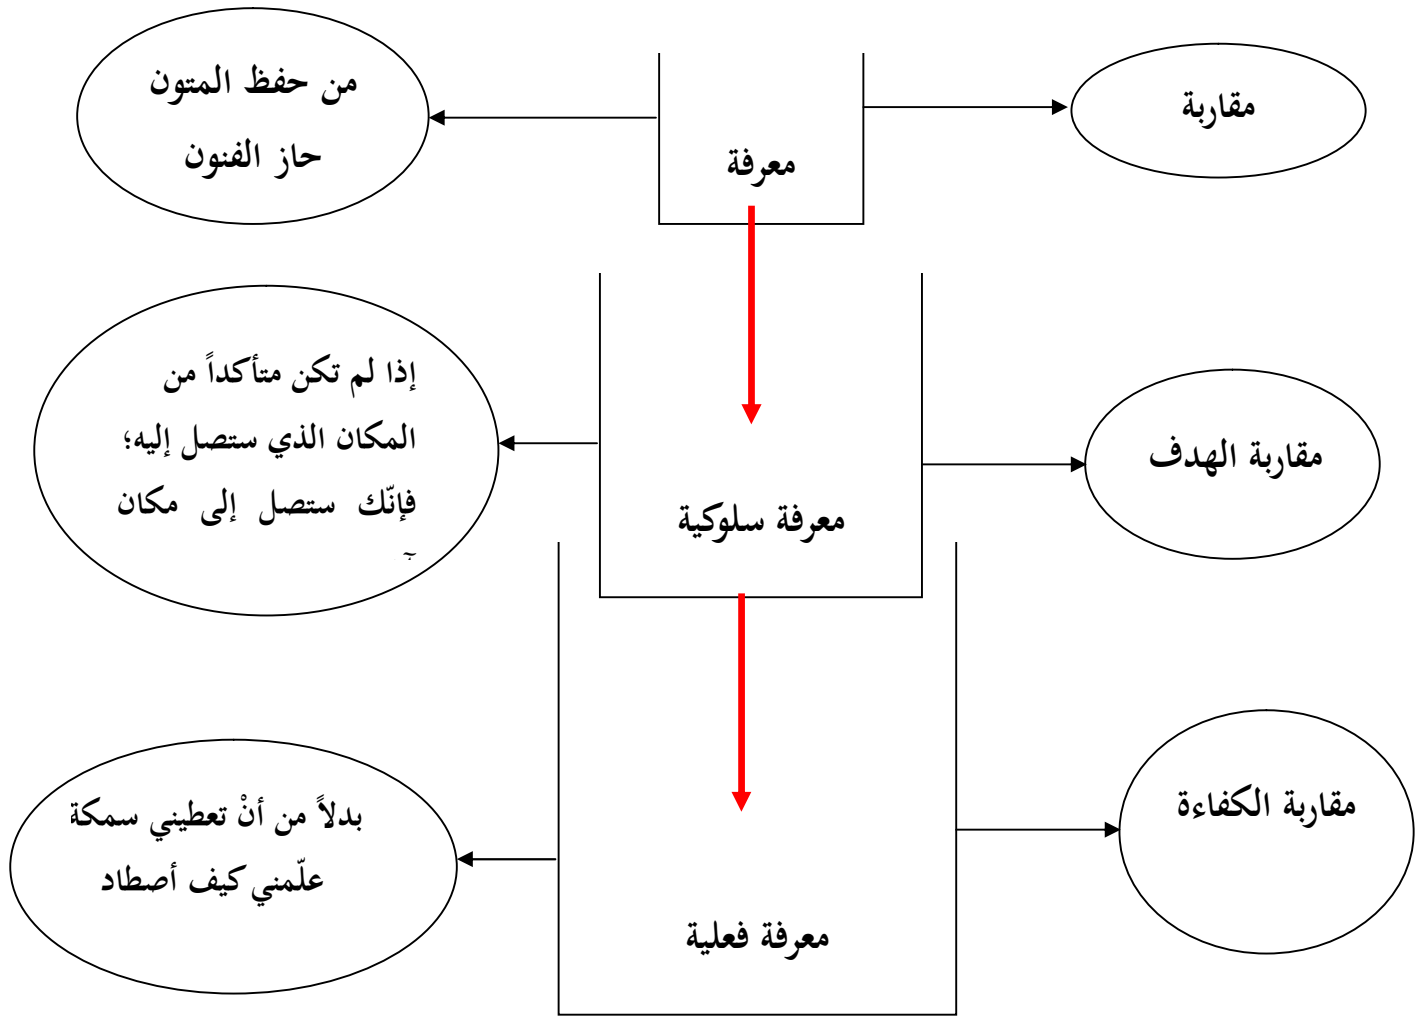 مقاربة
معرفة
من حفظ المتون
حاز الفنون
مقاربة الهدف
معرفة سلوكية
إذا لم تكن متأكداً من
المكان الذي ستصل إليه؛
فإنّك ستصل إلى مكان
مقاربة الكفاءة
معرفة فعلية
بدلاً من أنْ تعطيني سمكة
علّمني كيف أصطاد